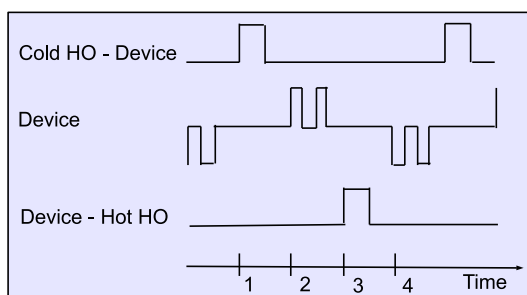 Cold HO - Device
Device
Device - Hot HO
1 2 3 4 Time